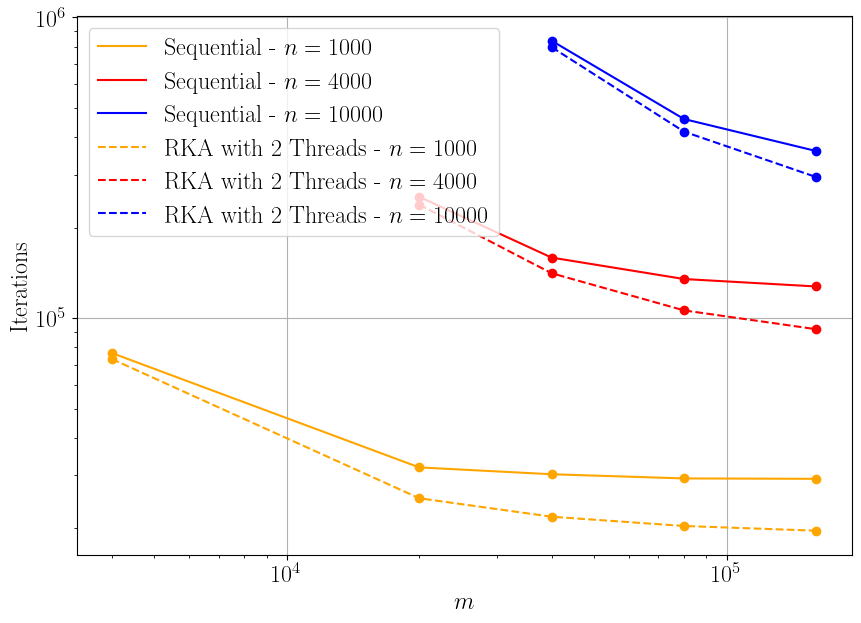 10^6
Sequential - n = 1000
Sequential - n = 4000
Sequential - n = 10000
RKA with 2 Threads - n = 1000
RKA with 2 Threads - n = 4000
RKA with 2 Threads - n = 10000
Iterations
10^5
10^4
10^5
m